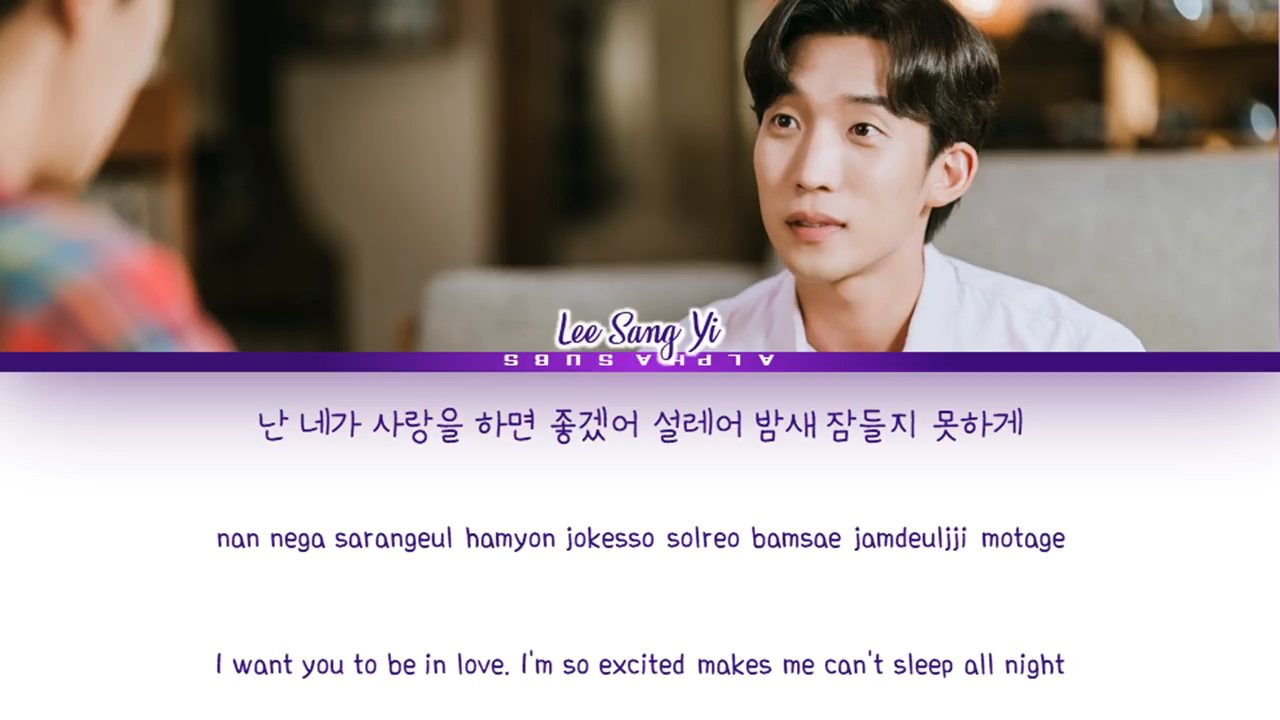 Lee Sang Yi
ALPHA SUBS
난 네가 사랑을 하면 좋겠어 설레어 밤새 잠들지 못하게
nan nega sarangeul hamyon jokesso solreo bamsae jamdeuljji motage
I want you to be in love. I'm so excited makes me can't sleep all night